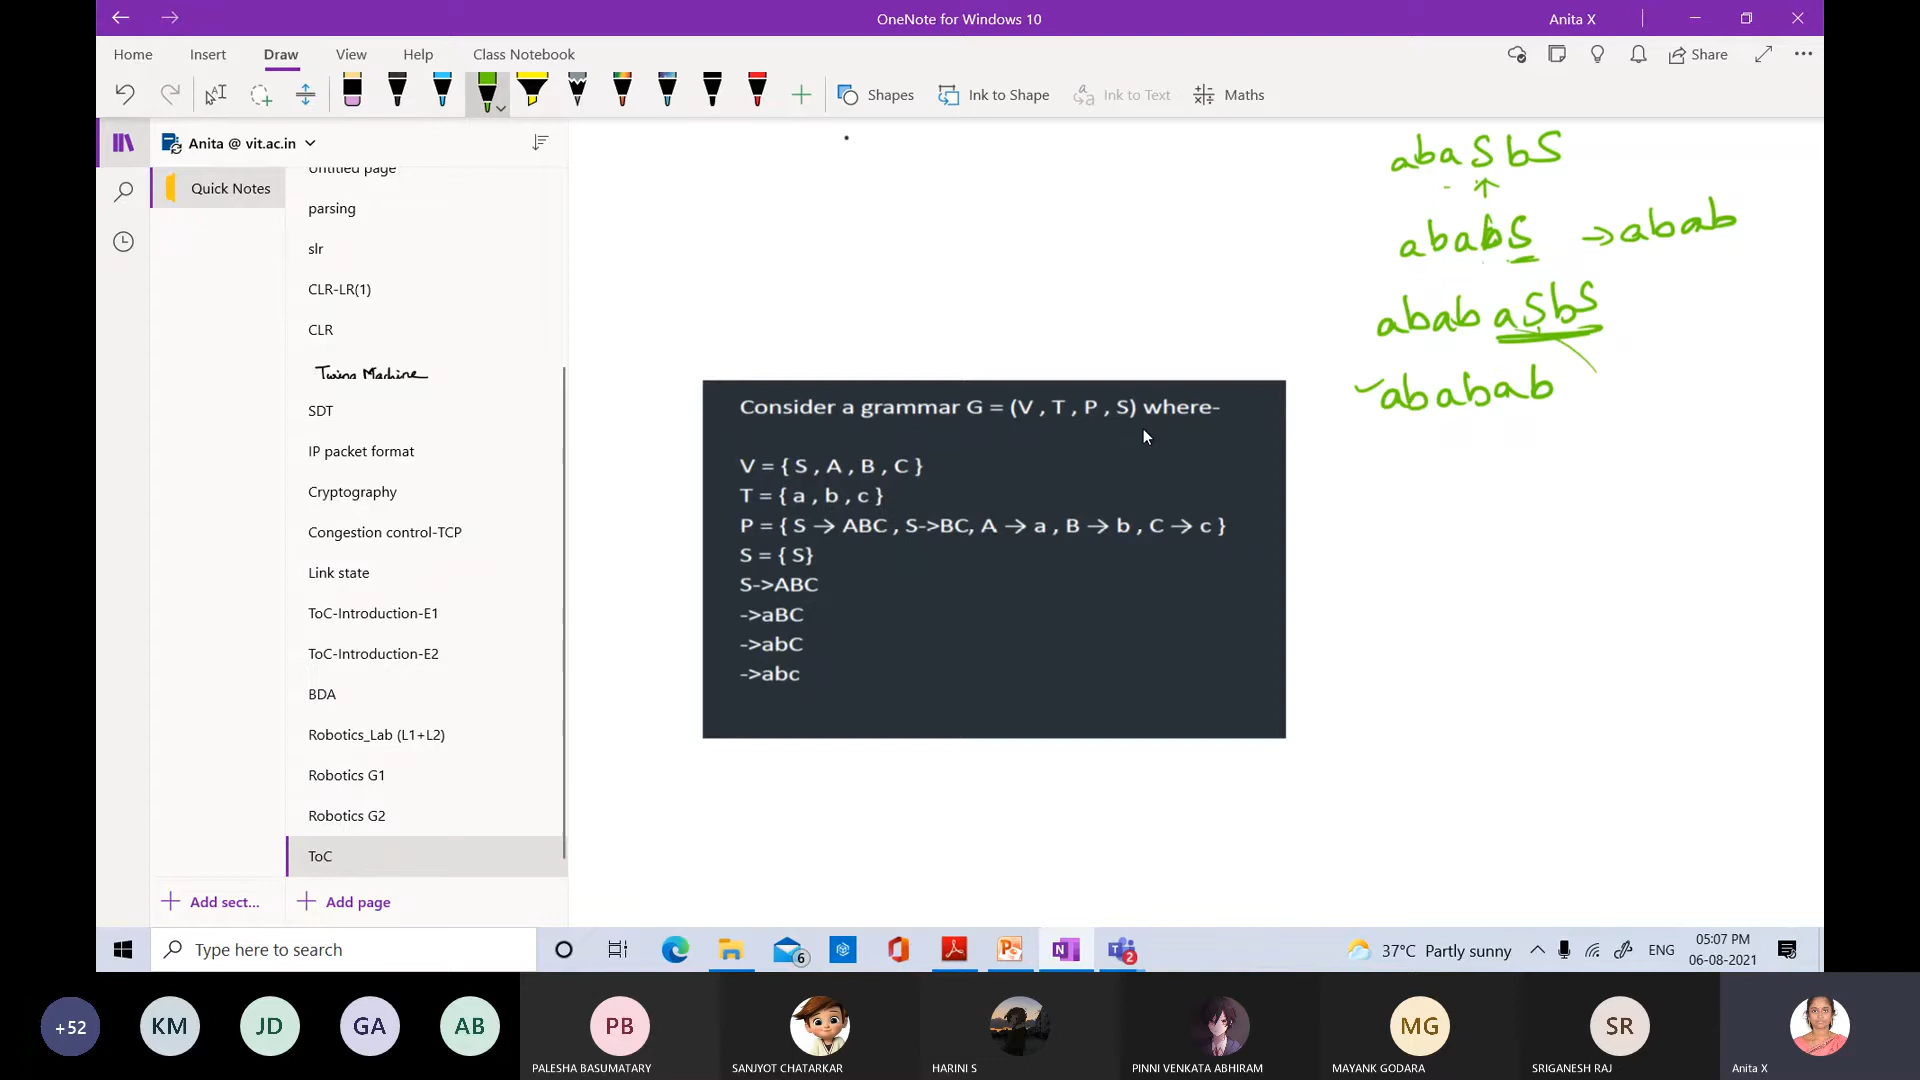 OneNote for Windows 10
Anita X
Home Insert Draw View Help Class Notebook
Share
Shapes Ink to Shape Ink to Text Maths
Anita @ vit.ac.in
Quick Notes
Untitled page
parsing
slr
CLR-LR(1)
CLR
SDT
IP packet format
Cryptography
Congestion control-TCP
Link state
ToC-Introduction-E1
ToC-Introduction-E2
BDA
Robotics_Lab (L1+L2)
Robotics G1
Robotics G2
ToC
Add sect...
Add page
abaSbS
ababS → abab
ababaSbS
ababab
Consider a grammar G = (V , T , P , S) where-
V = { S , A , B , C }
T = { a , b , c }
P = { S → ABC , S->BC, A → a , B → b , C → c }
S = { S}
S->ABC
->aBC
->abC
->abc
Type here to search
6
2
37°C Partly sunny
ENG
05:07 PM
06-08-2021
+52
KM
JD
GA
AB
PB
PALESHA BASUMATARY
SANJYOT CHATARKAR
HARINI S
PINNI VENKATA ABHIRAM
MG
MAYANK GODARA
SR
SRIGANESH RAJ
Anita X